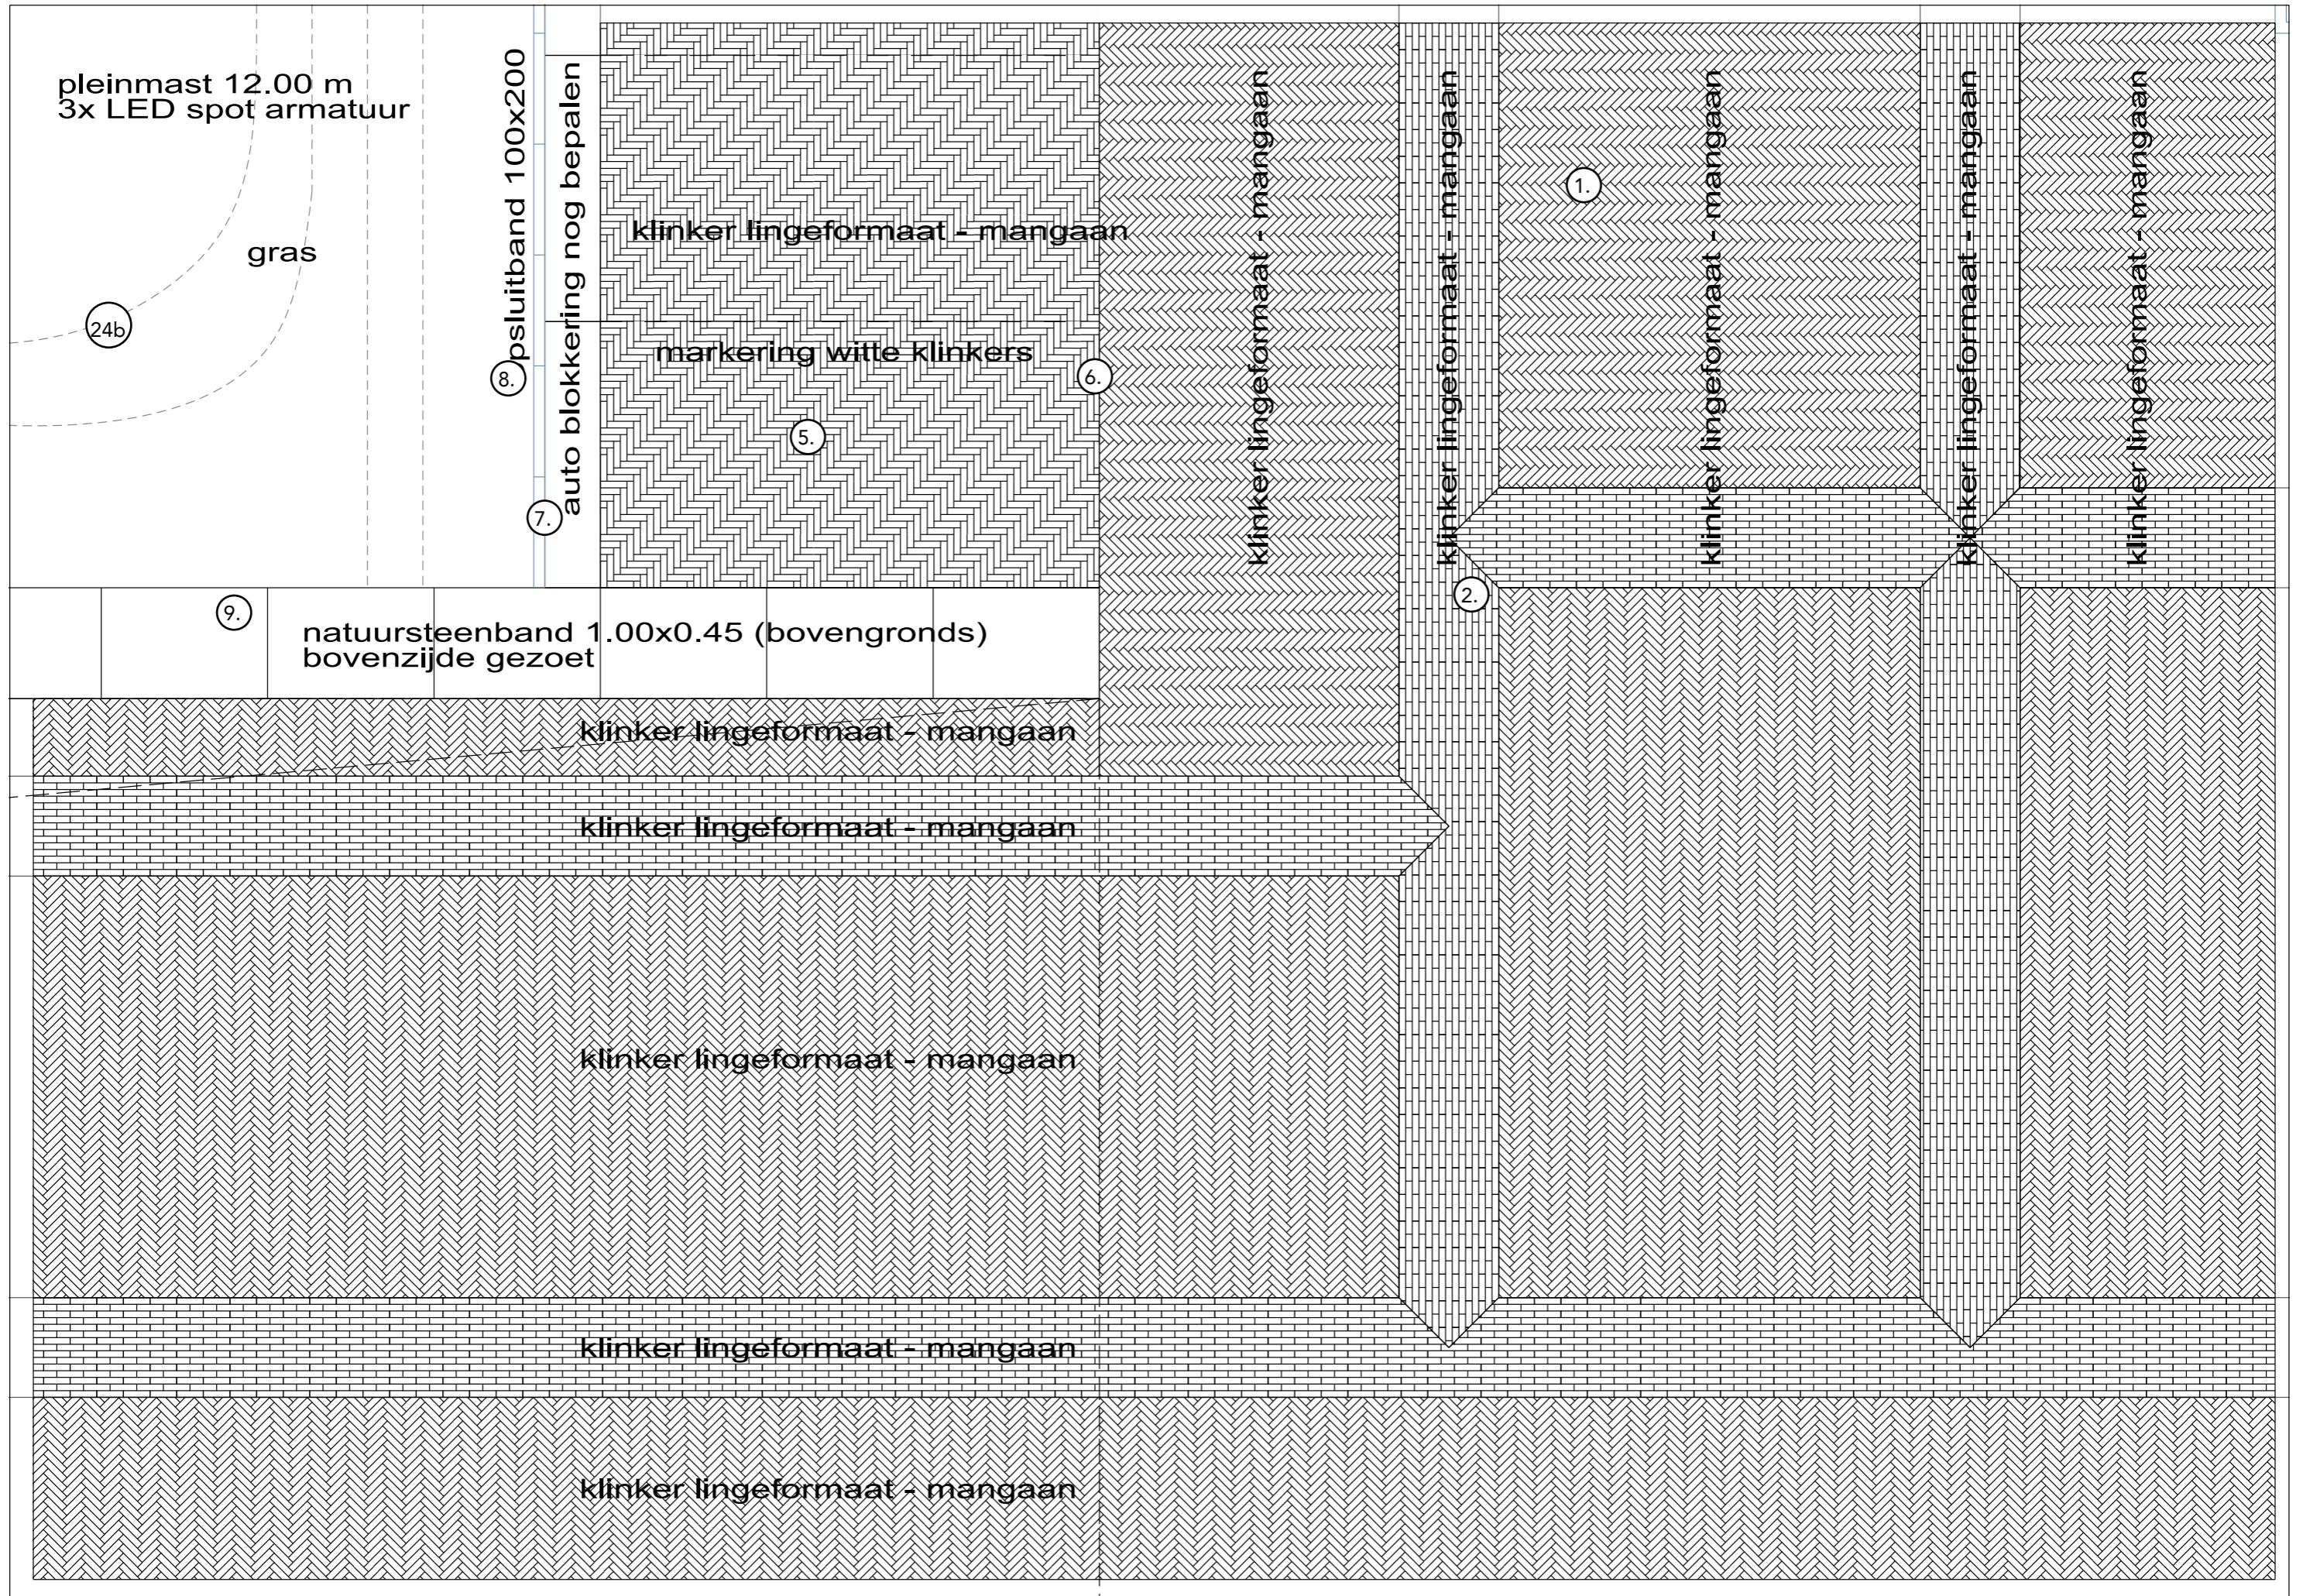 pleinmast 12.00 m
3x LED spot armatuur
gras
24b
psluitband 100x200
8.
auto blokkering nog bepalen
7.
klinker lingeformaat - mangaan
markering witte klinkers
5.
6.
klinker lingeformaat - mangaan
klinker lingeformaat - mangaan
1.
klinker lingeformaat - mangaan
klinker lingeformaat - mangaan
klinker lingeformaat - mangaan
2.
9.
natuursteenband 1.00x0.45 (bovengronds)
bovenzijde gezoet
klinker lingeformaat - mangaan
klinker lingeformaat - mangaan
klinker lingeformaat - mangaan
klinker lingeformaat - mangaan
klinker lingeformaat - mangaan